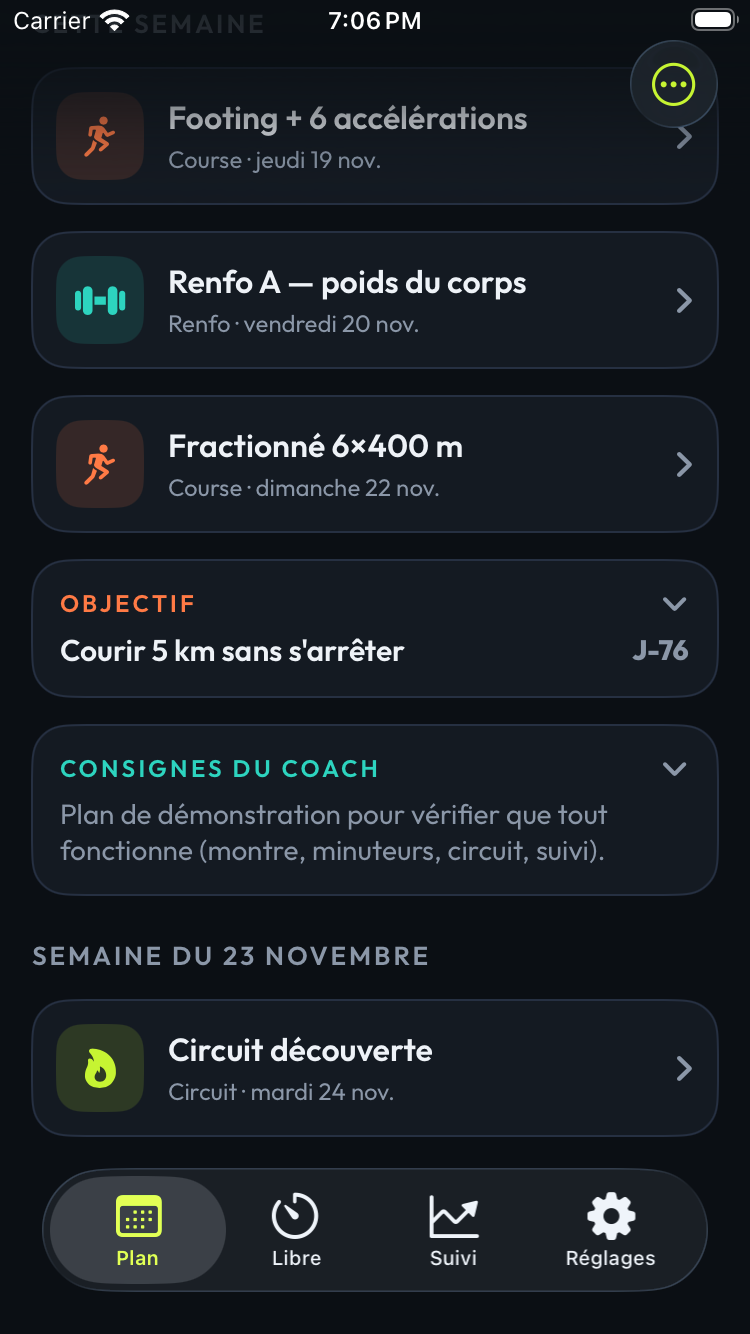 Carrier
7:06 PM
CETTE SEMAINE
Footing + 6 accélérations
Course · jeudi 19 nov.
Renfo A — poids du corps
Renfo · vendredi 20 nov.
Fractionné 6×400 m
Course · dimanche 22 nov.
OBJECTIF
Courir 5 km sans s'arrêter
J-76
CONSIGNES DU COACH
Plan de démonstration pour vérifier que tout
fonctionne (montre, minuteurs, circuit, suivi).
SEMAINE DU 23 NOVEMBRE
Circuit découverte
Circuit · mardi 24 nov.
Plan
Libre
Suivi
Réglages